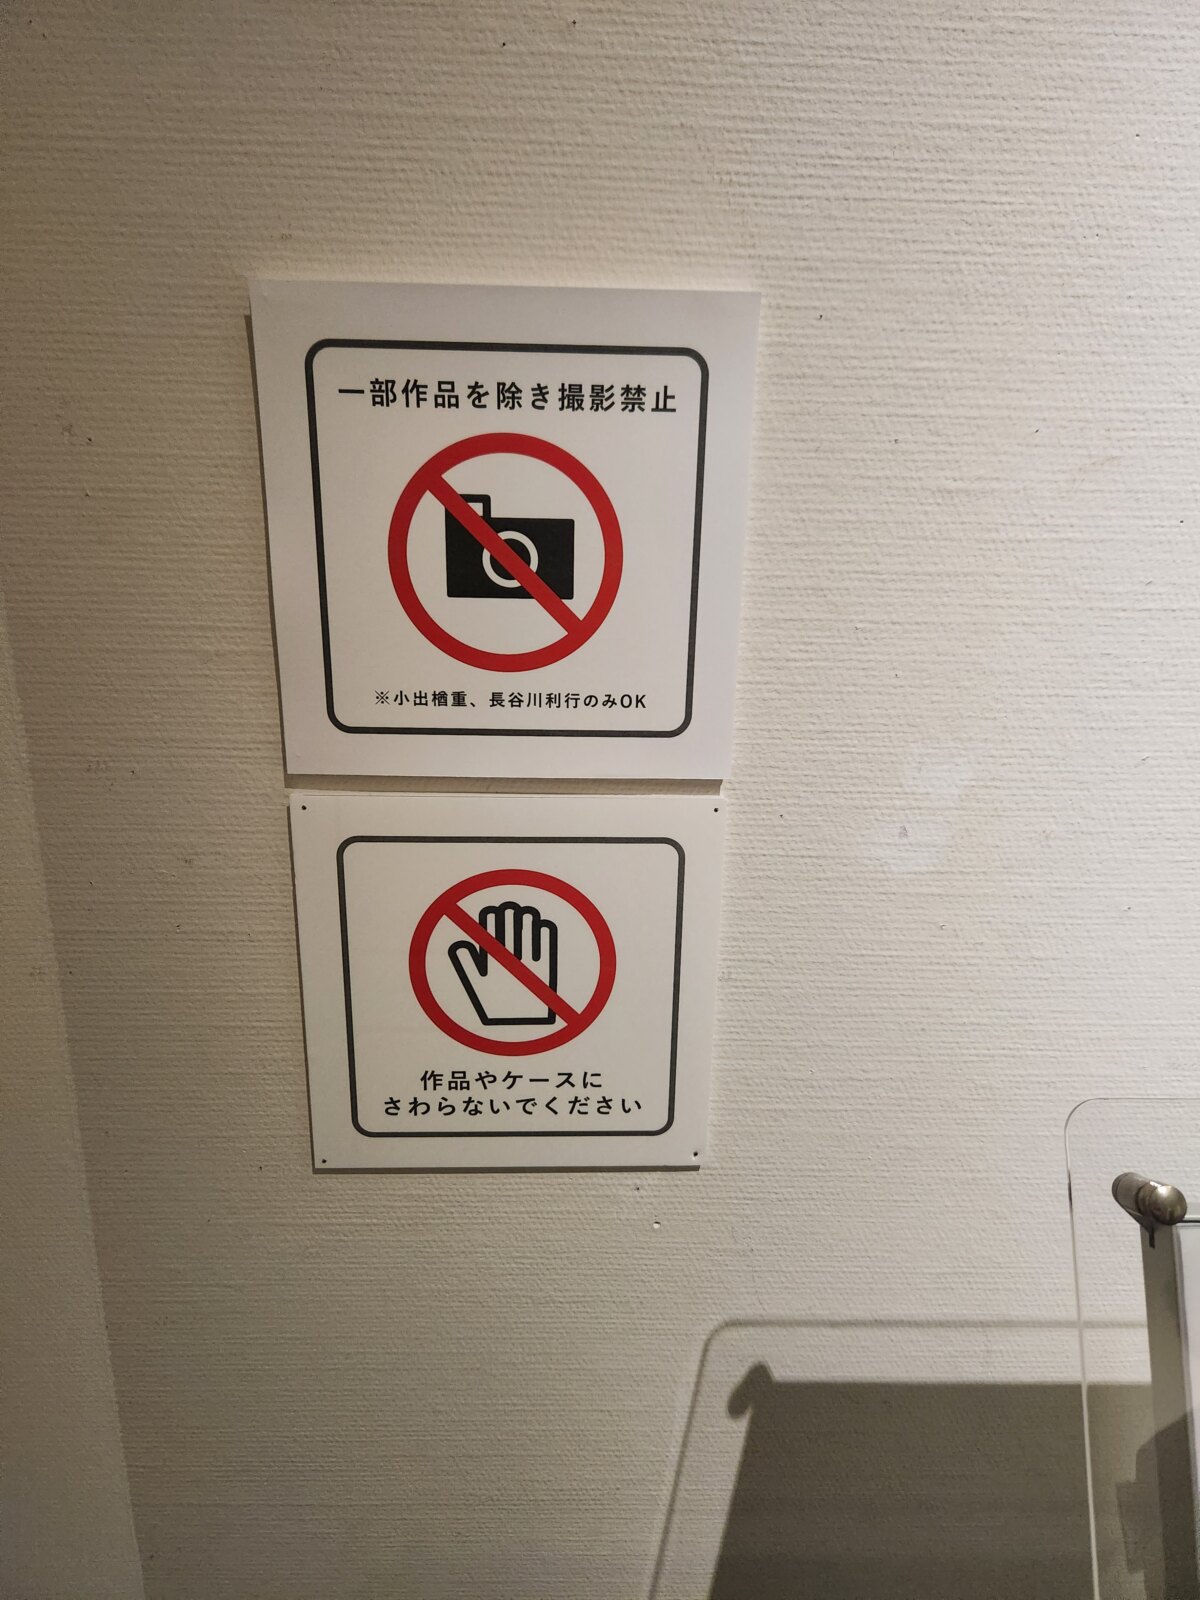 一部作品を除き撮影禁止
※小出楢重、長谷川利行のみOK
作品やケースに
さわらないでください